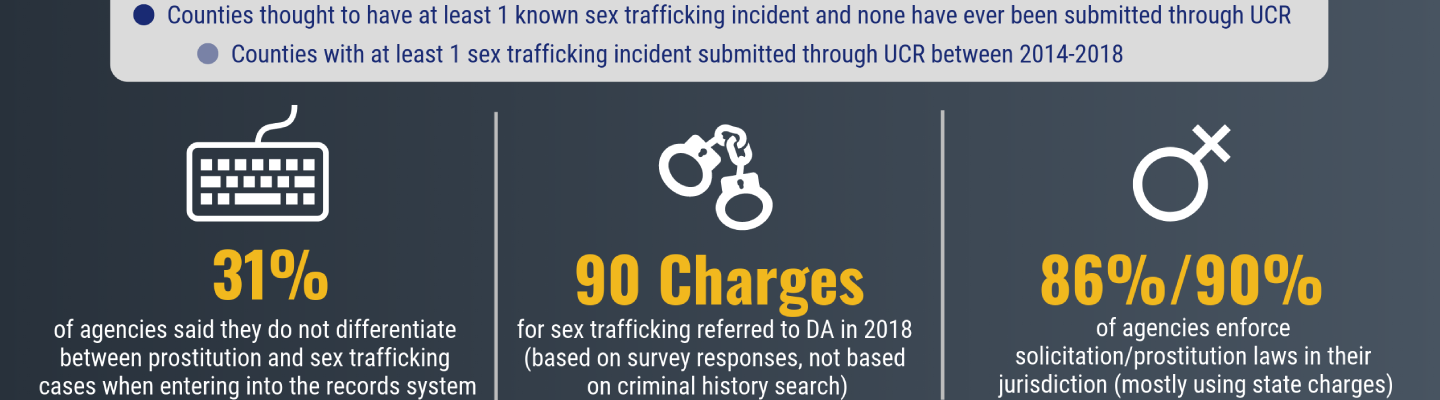 Counties thought to have at least 1 known sex trafficking incident and none have ever been submitted through UCR
Counties with at least 1 sex trafficking incident submitted through UCR between 2014-2018
31%
of agencies said they do not differentiate
between prostitution and sex trafficking
cases when entering into the records system
90 Charges
for sex trafficking referred to DA in 2018
(based on survey responses, not based
on criminal history search)
86%/90%
of agencies enforce
solicitation/prostitution laws in their
jurisdiction (mostly using state charges)